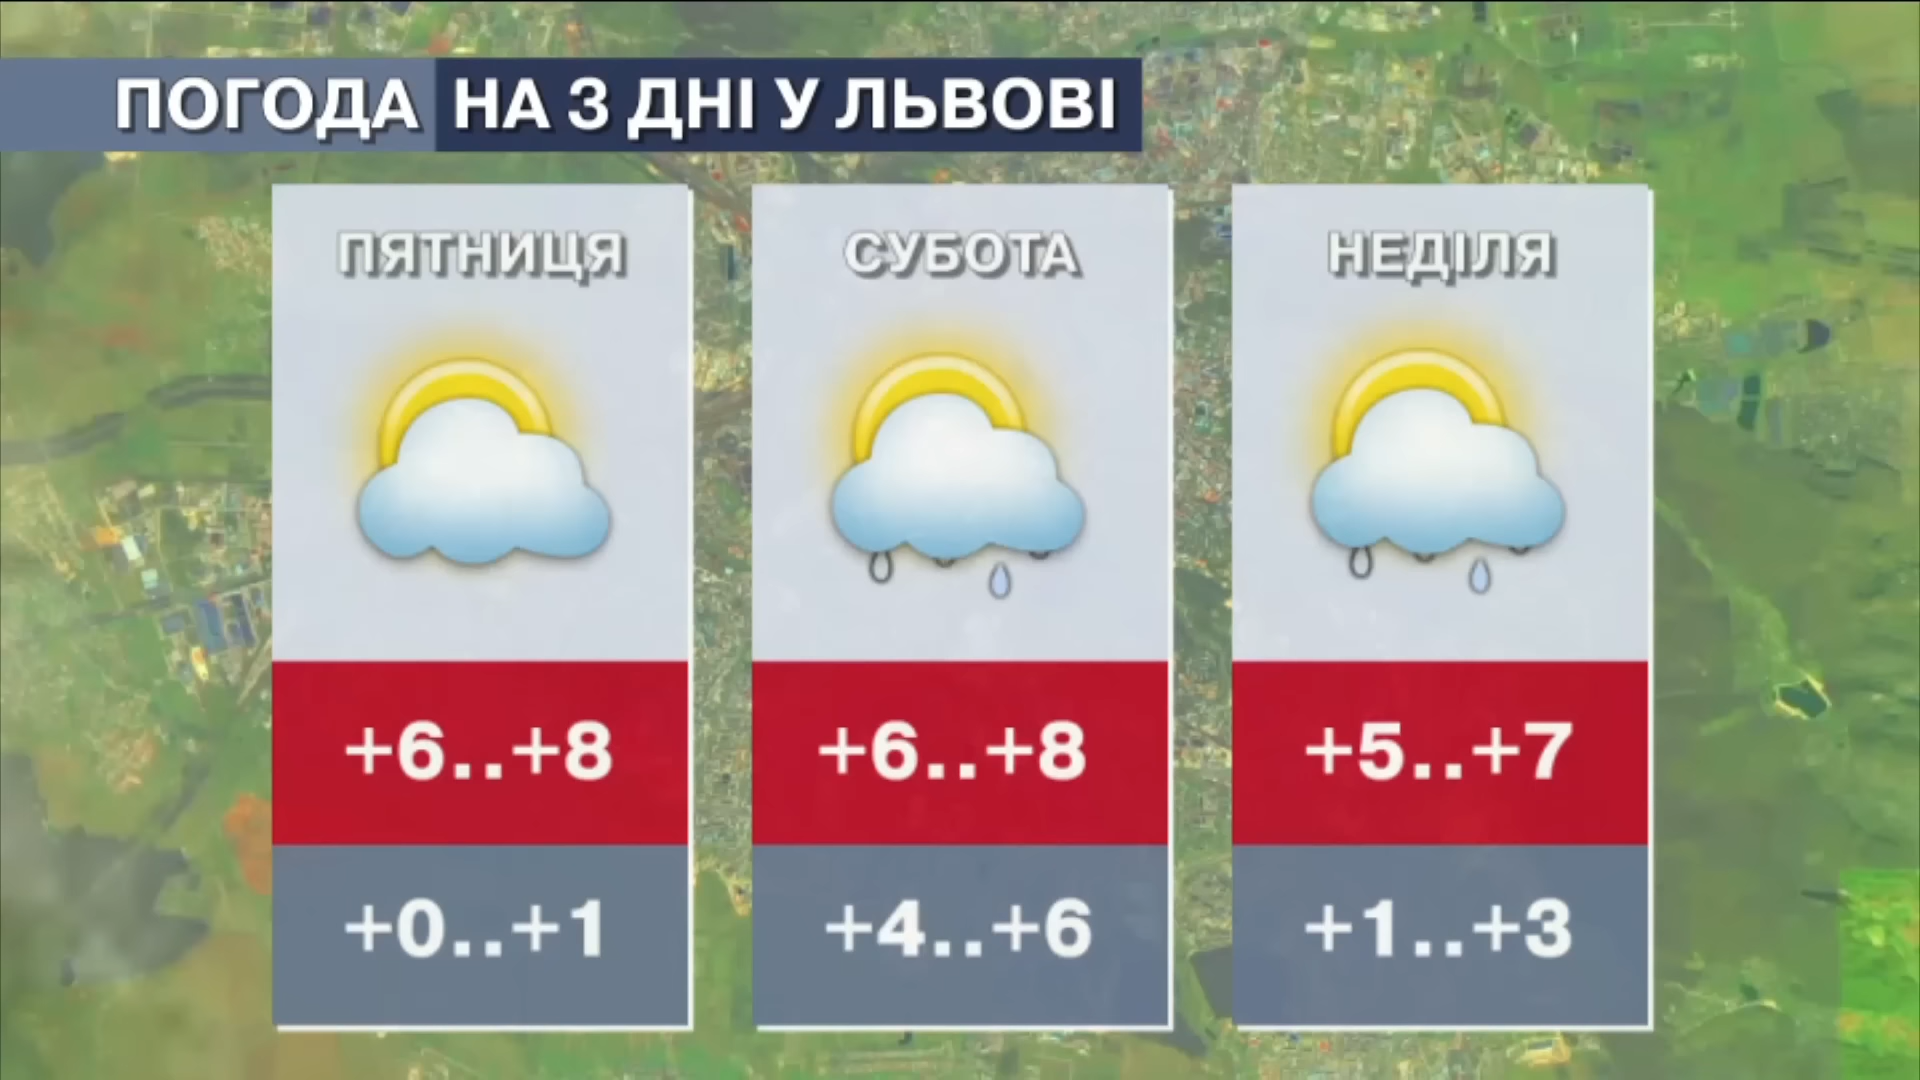 ПОГОДА НА 3 ДНІ У ЛЬВОВІ
ПЯТНИЦЯ
+6..+8
+0..+1
СУБОТА
+6..+8
+4..+6
НЕДІЛЯ
+5..+7
+1..+3